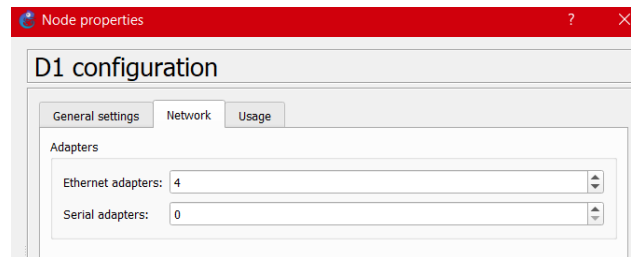 Node properties ?
D1 configuration
General settings Network Usage
Adapters
Ethernet adapters: 4
Serial adapters: 0